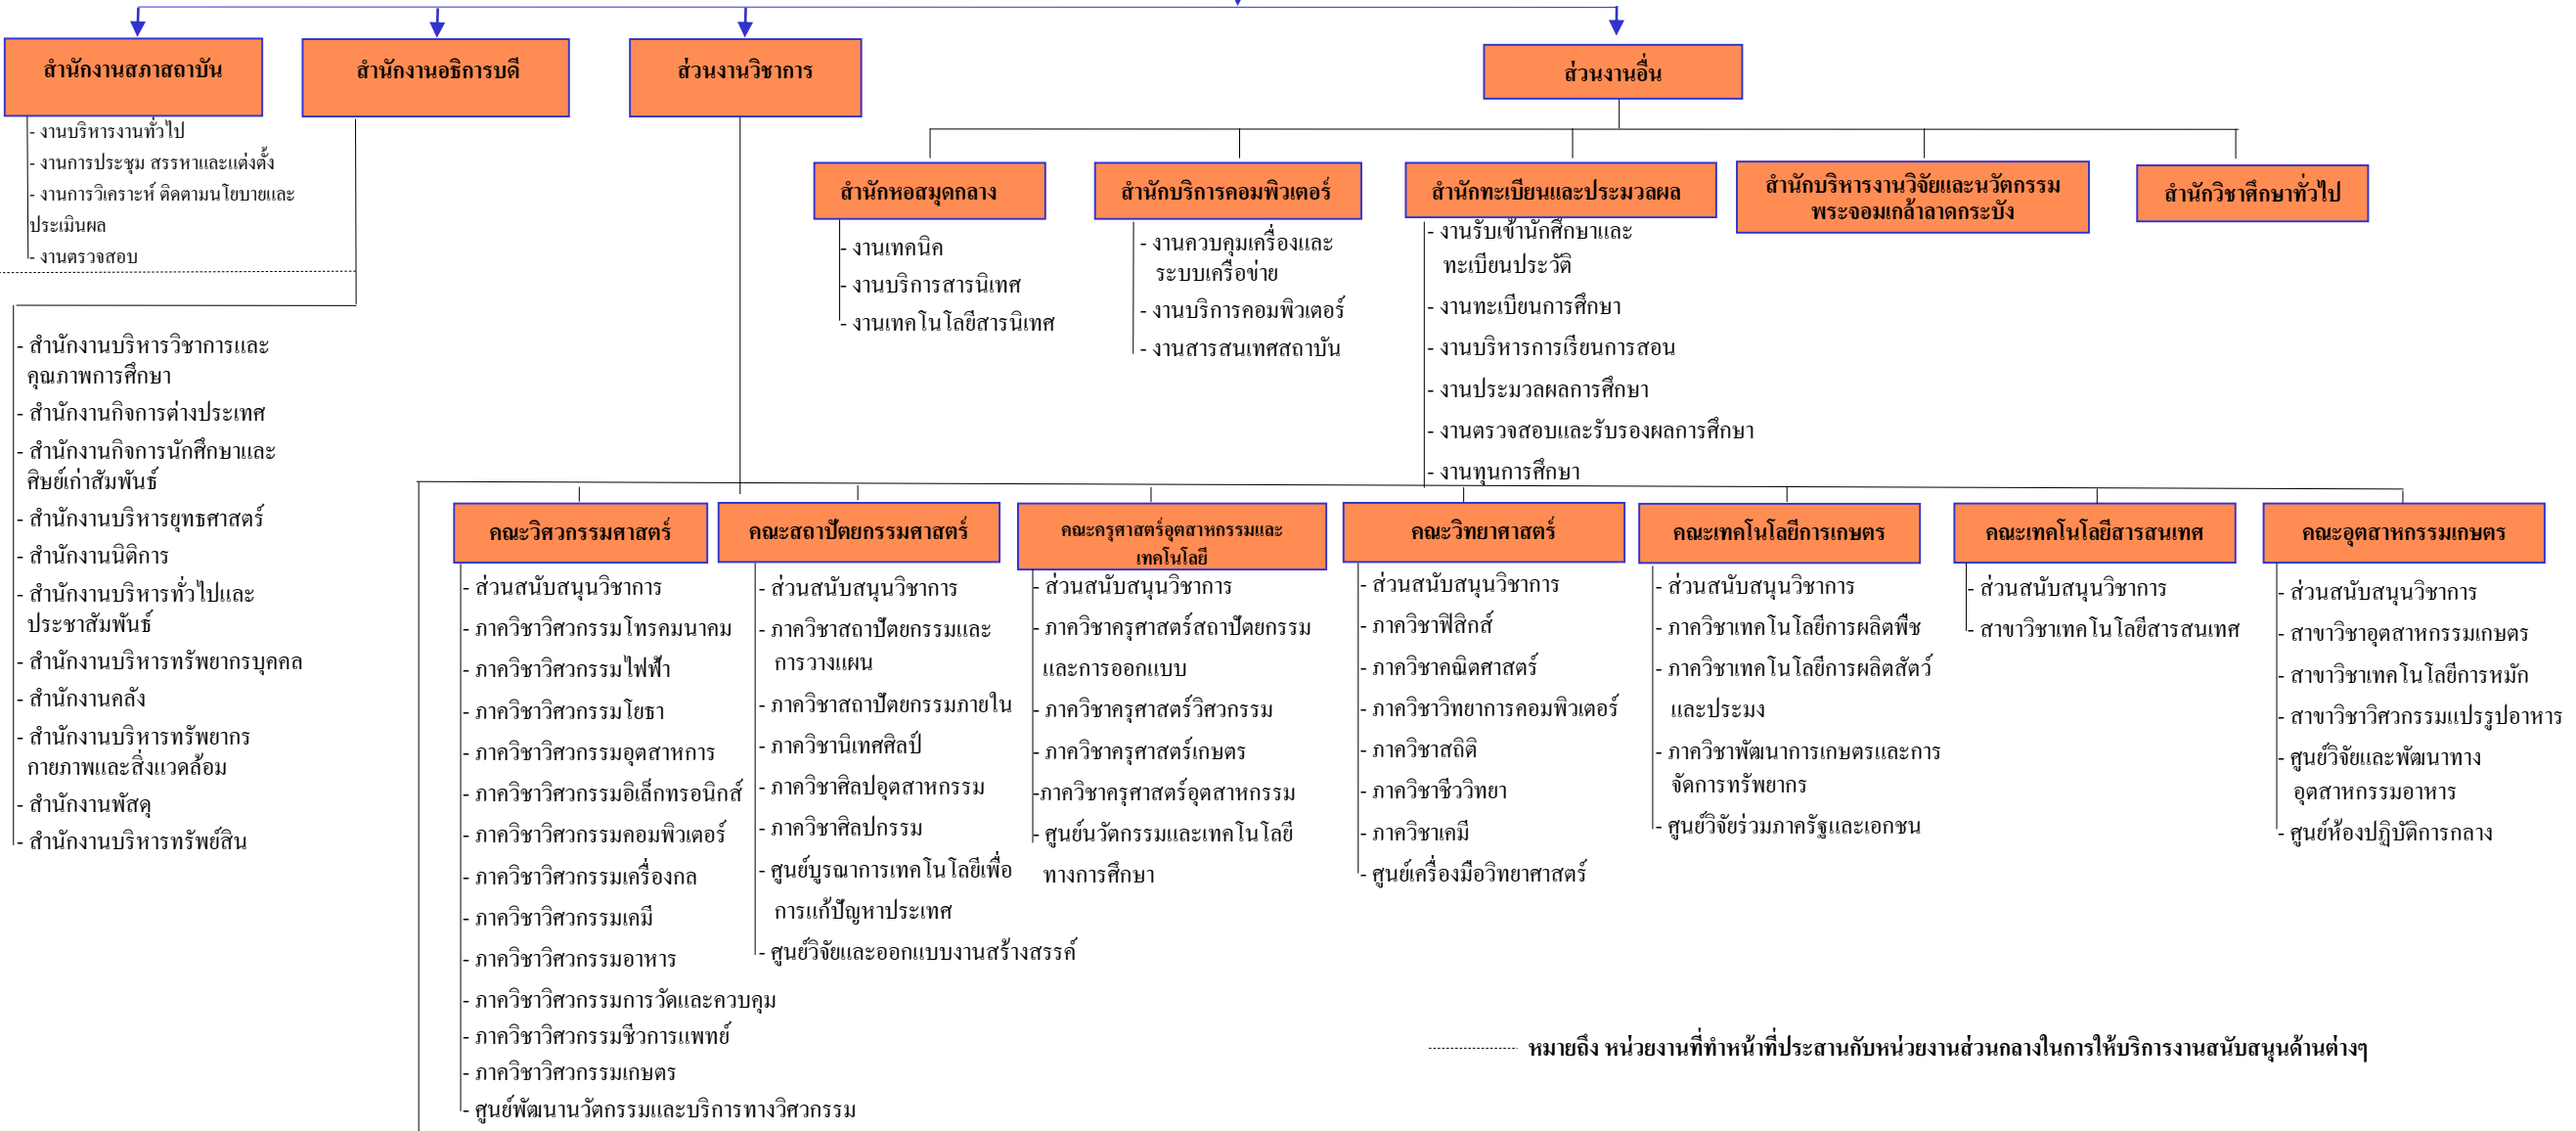 สำนักงานสภาสถาบัน
สำนักงานอธิการบดี
ส่วนงานวิชาการ
ส่วนงานอื่น
- งานบริหารงานทั่วไป
- งานการประชุม สรรหาและแต่งตั้ง
- งานการวิเคราะห์ ติดตามนโยบายและ
ประเมินผล
- งานตรวจสอบ
- สำนักงานบริหารวิชาการและ
คุณภาพการศึกษา
- สำนักงานกิจการต่างประเทศ
- สำนักงานกิจการนักศึกษาและ
ศิษย์เก่าสัมพันธ์
- สำนักงานบริหารยุทธศาสตร์
- สำนักงานนิติการ
- สำนักงานบริหารทั่วไปและ
ประชาสัมพันธ์
- สำนักงานบริหารทรัพยากรบุคคล
- สำนักงานคลัง
- สำนักงานบริหารทรัพยากร
กายภาพและสิ่งแวดล้อม
- สำนักงานพัสดุ
- สำนักงานบริหารทรัพย์สิน
สำนักหอสมุดกลาง
- งานเทคนิค
- งานบริการสารนิเทศ
- งานเทคโนโลยีสารนิเทศ
สำนักบริการคอมพิวเตอร์
- งานควบคุมเครื่องและ
ระบบเครือข่าย
- งานบริการคอมพิวเตอร์
- งานสารสนเทศสถาบัน
สำนักทะเบียนและประมวลผล
- งานรับเข้านักศึกษาและ
ทะเบียนประวัติ
- งานทะเบียนการศึกษา
- งานบริหารการเรียนการสอน
- งานประมวลผลการศึกษา
- งานตรวจสอบและรับรองผลการศึกษา
- งานทุนการศึกษา
สำนักบริหารงานวิจัยและนวัตกรรม
พระจอมเกล้าลาดกระบัง
สำนักวิชาศึกษาทั่วไป
คณะวิศวกรรมศาสตร์
- ส่วนสนับสนุนวิชาการ
- ภาควิชาวิศวกรรมโทรคมนาคม
- ภาควิชาวิศวกรรมไฟฟ้า
- ภาควิชาวิศวกรรมโยธา
- ภาควิชาวิศวกรรมอุตสาหการ
- ภาควิชาวิศวกรรมอิเล็กทรอนิกส์
- ภาควิชาวิศวกรรมคอมพิวเตอร์
- ภาควิชาวิศวกรรมเครื่องกล
- ภาควิชาวิศวกรรมเคมี
- ภาควิชาวิศวกรรมอาหาร
- ภาควิชาวิศวกรรมการวัดและควบคุม
- ภาควิชาวิศวกรรมชีวการแพทย์
- ภาควิชาวิศวกรรมเกษตร
- ศูนย์พัฒนานวัตกรรมและบริการทางวิศวกรรม
คณะสถาปัตยกรรมศาสตร์
- ส่วนสนับสนุนวิชาการ
- ภาควิชาสถาปัตยกรรมและ
การวางแผน
- ภาควิชาสถาปัตยกรรมภายใน
- ภาควิชานิเทศศิลป์
- ภาควิชาศิลปอุตสาหกรรม
- ภาควิชาศิลปกรรม
- ศูนย์บูรณาการเทคโนโลยีเพื่อ
การแก้ปัญหาประเทศ
- ศูนย์วิจัยและออกแบบงานสร้างสรรค์
คณะครุศาสตร์อุตสาหกรรมและ
เทคโนโลยี
- ส่วนสนับสนุนวิชาการ
- ภาควิชาครุศาสตร์สถาปัตยกรรม
และการออกแบบ
- ภาควิชาครุศาสตร์วิศวกรรม
- ภาควิชาครุศาสตร์เกษตร
-ภาควิชาครุศาสตร์อุตสาหกรรม
- ศูนย์นวัตกรรมและเทคโนโลยี
ทางการศึกษา
คณะวิทยาศาสตร์
- ส่วนสนับสนุนวิชาการ
- ภาควิชาฟิสิกส์
- ภาควิชาคณิตศาสตร์
- ภาควิชาวิทยาการคอมพิวเตอร์
- ภาควิชาสถิติ
- ภาควิชาชีววิทยา
- ภาควิชาเคมี
- ศูนย์เครื่องมือวิทยาศาสตร์
คณะเทคโนโลยีการเกษตร
- ส่วนสนับสนุนวิชาการ
- ภาควิชาเทคโนโลยีการผลิตพืช
- ภาควิชาเทคโนโลยีการผลิตสัตว์
และประมง
- ภาควิชาพัฒนาการเกษตรและการ
จัดการทรัพยากร
- ศูนย์วิจัยร่วมภาครัฐและเอกชน
คณะเทคโนโลยีสารสนเทศ
- ส่วนสนับสนุนวิชาการ
- สาขาวิชาเทคโนโลยีสารสนเทศ
คณะอุตสาหกรรมเกษตร
- ส่วนสนับสนุนวิชาการ
- สาขาวิชาอุตสาหกรรมเกษตร
- สาขาวิชาเทคโนโลยีการหมัก
- สาขาวิชาวิศวกรรมแปรรูปอาหาร
- ศูนย์วิจัยและพัฒนาทาง
อุตสาหกรรมอาหาร
- ศูนย์ห้องปฏิบัติการกลาง
หมายถึง หน่วยงานที่ทำหน้าที่ประสานกับหน่วยงานส่วนกลางในการให้บริการงานสนับสนุนด้านต่างๆ